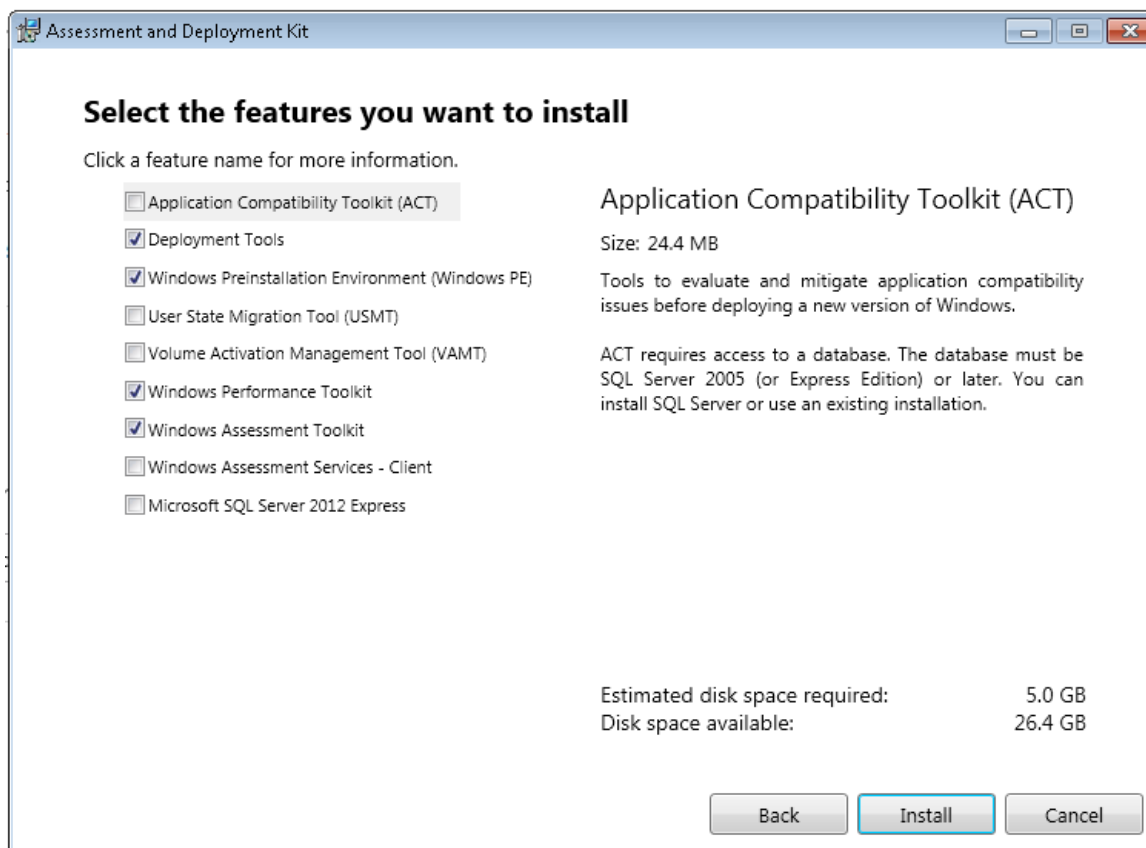 Assessment and Deployment Kit
Select the features you want to install
Click a feature name for more information.
Application Compatibility Toolkit (ACT)
Deployment Tools
Windows Preinstallation Environment (Windows PE)
User State Migration Tool (USMT)
Volume Activation Management Tool (VAMT)
Windows Performance Toolkit
Windows Assessment Toolkit
Windows Assessment Services - Client
Microsoft SQL Server 2012 Express
Application Compatibility Toolkit (ACT)
Size: 24.4 MB
Tools to evaluate and mitigate application compatibility
issues before deploying a new version of Windows.
ACT requires access to a database. The database must be
SQL Server 2005 (or Express Edition) or later. You can
install SQL Server or use an existing installation.
Estimated disk space required: 5.0 GB
Disk space available: 26.4 GB
Back Install Cancel